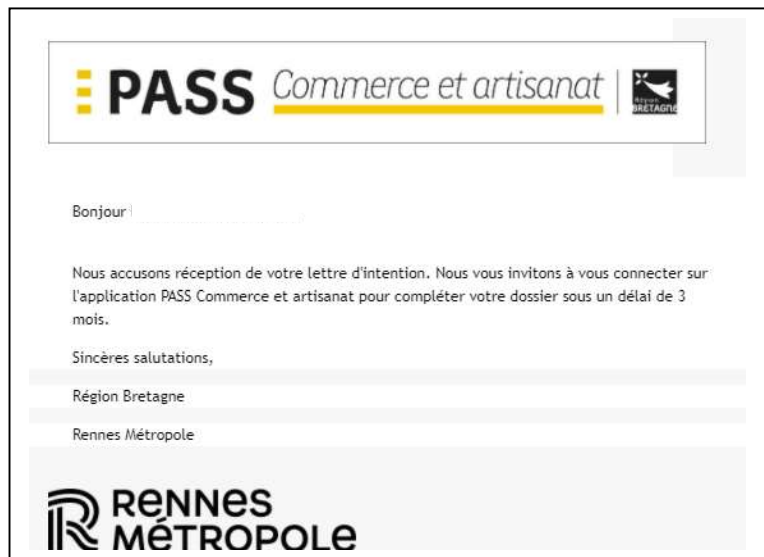 PASS Commerce et artisanat
Région
BRETAGNE
Bonjour
Nous accusons réception de votre lettre d'intention. Nous vous invitons à vous connecter sur
l'application PASS Commerce et artisanat pour compléter votre dossier sous un délai de 3
mois.
Sincères salutations,
Région Bretagne
Rennes Métropole
Rennes
Métropole